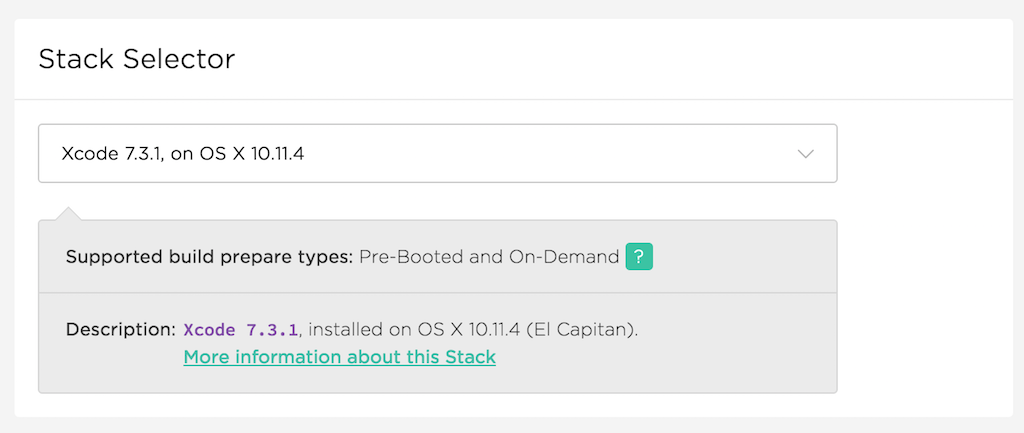 Stack Selector
Xcode 7.3.1, on OS X 10.11.4
Supported build prepare types: Pre-Booted and On-Demand ?
Description: Xcode 7.3.1, installed on OS X 10.11.4 (El Capitan).
More information about this Stack